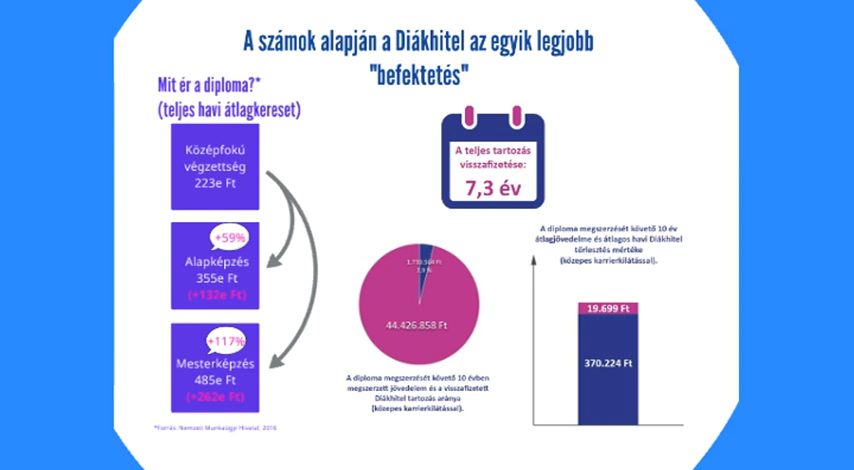 A számok alapján a Diákhitel az egyik legjobb
"befektetés"
Mit ér a diploma?*
(teljes havi átlagkereset)
Középfokú
végzettség
223e Ft
+59%
Alapképzés
355e Ft
(+132e Ft)
+117%
Mesterképzés
485e Ft
(+262e Ft)
*Forrás: Nemzeti Munkaügyi Hivatal, 2016
A teljes tartozás
visszafizetése:
7,3 év
44.426.858 Ft
A diploma megszerzését követő 10 évben
megszerzett jövedelem és a visszafizetett
Diákhitel tartozás aránya
(közepes karrierkilátással).
A diploma megszerzését követő 10 év
átlagjövedelme és átlagos havi Diákhitel
törlesztés mértéke
(közepes karrierkilátással).
19.699 Ft
370.224 Ft